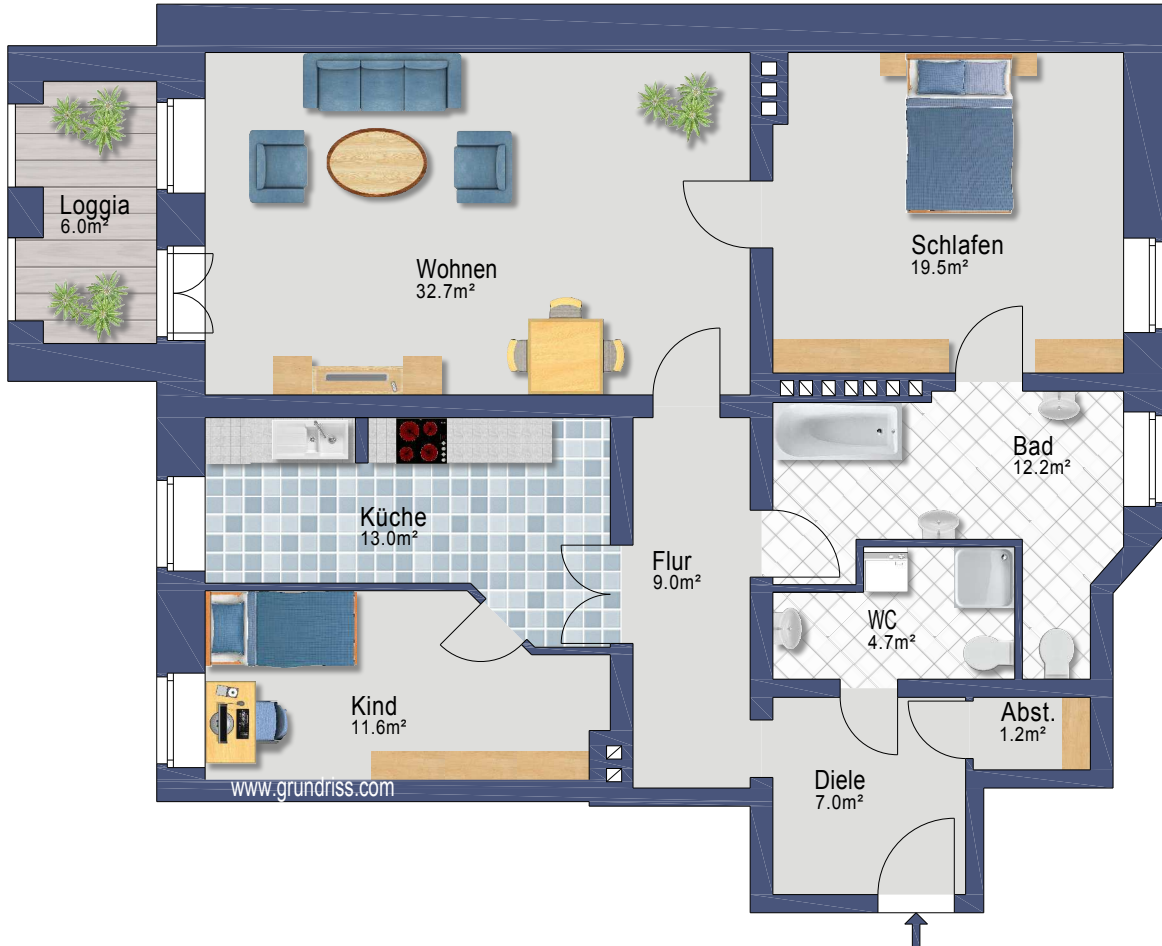 Loggia
6.0m²
Wohnen
32.7m²
Schlafen
19.5m²
Küche
13.0m²
Flur
9.0m²
Bad
12.2m²
WC
4.7m²
Kind
11.6m²
Abst.
1.2m²
Diele
7.0m²
www.grundriss.com